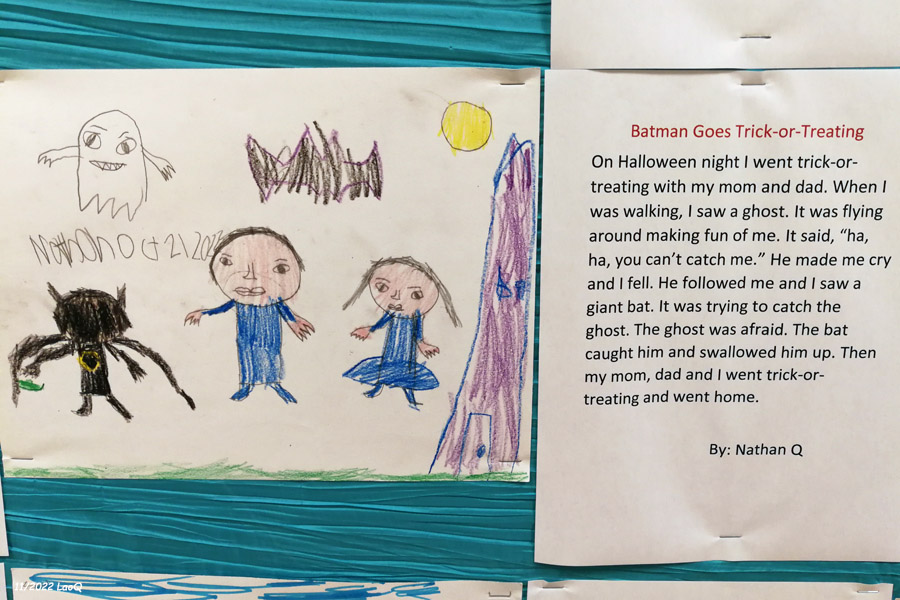 Nathan Oct 21 202
Batman Goes Trick-or-Treating
On Halloween night I went trick-or-
treating with my mom and dad. When I
was walking, I saw a ghost. It was flying
around making fun of me. It said, “ha,
ha, you can’t catch me.” He made me cry
and I fell. He followed me and I saw a
giant bat. It was trying to catch the
ghost. The ghost was afraid. The bat
caught him and swallowed him up. Then
my mom, dad and I went trick-or-
treating and went home.
By: Nathan Q
11/2022 LaoQ